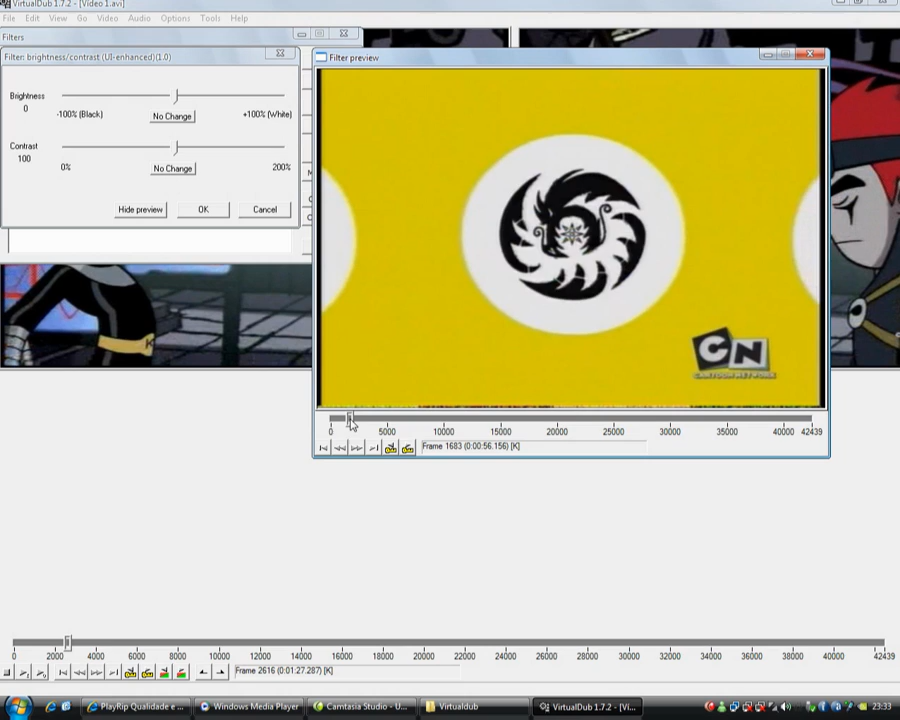 VirtualDub 1.7.2 - [Video 1.avi]
File Edit View Go Video Audio Options Tools Help
Filters
Filter: brightness/contrast (UI-enhanced)(1.0)
Brightness
0
-100% (Black)
No Change
+100% (White)
Contrast
100
0%
No Change
200%
Hide preview
OK
Cancel
Filter preview
CN
CARTOON NETWORK
0 5000 10000 15000 20000 25000 30000 35000 40000 42439
Frame 1683 (0:00:56.156) [K]
K
0 2000 4000 6000 8000 10000 12000 14000 16000 18000 20000 22000 24000 26000 28000 30000 32000 34000 36000 38000 40000 42439
Frame 2616 (0:01:27.287) [K]
PlayRip Qualidade e ...
Windows Media Player
Camtasia Studio - U...
Virtualdub
VirtualDub 1.7.2 - [Vi...
23:33